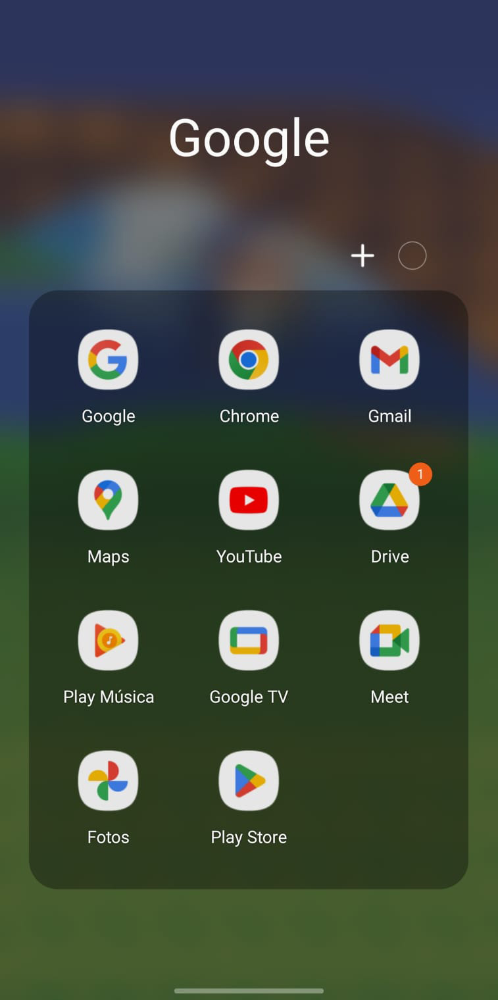 Google
Google Chrome Gmail
1
Maps YouTube Drive
Play Música Google TV Meet
Fotos Play Store